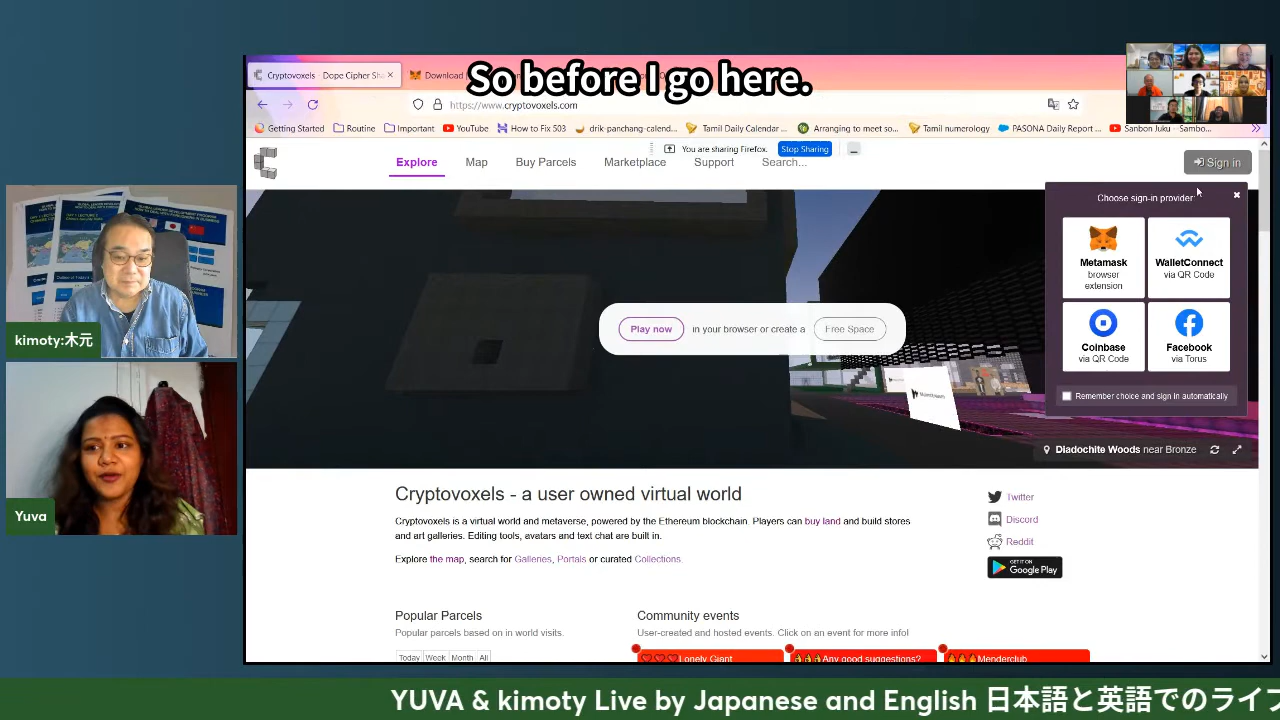 So before I go here.
Cryptovoxels - Dope Cipher Sha
Download
https://www.cryptovoxels.com
Getting Started
Routine
Important
YouTube
How to Fix 503
drik-panchang-calend...
Tamil Daily Calendar ...
Arranging to meet so...
Tamil numerology
PASONA Daily Report ...
Sanbon Juku - Sambo...
You are sharing Firefox.
Stop Sharing
Explore
Map
Buy Parcels
Marketplace
Support
Search...
Sign in
Choose sign-in provider
Metamask
browser
extension
WalletConnect
via QR Code
Coinbase
via QR Code
Facebook
via Torus
Remember choice and sign in automatically
Play now in your browser or create a Free Space
Diadochite Woods near Bronze
kimoty:木元
Yuva
Cryptovoxels - a user owned virtual world
Cryptovoxels is a virtual world and metaverse, powered by the Ethereum blockchain. Players can buy land and build stores
and art galleries. Editing tools, avatars and text chat are built in.
Explore the map, search for Galleries, Portals or curated Collections.
Twitter
Discord
Reddit
GET IT ON
Google Play
Popular Parcels
Popular parcels based on in world visits.
Today Week Month All
Community events
User-created and hosted events. Click on an event for more info!
Lonely Giant
Any good suggestions?
Menderclub
YUVA & kimoty Live by Japanese and English 日本語と英語でのライブ